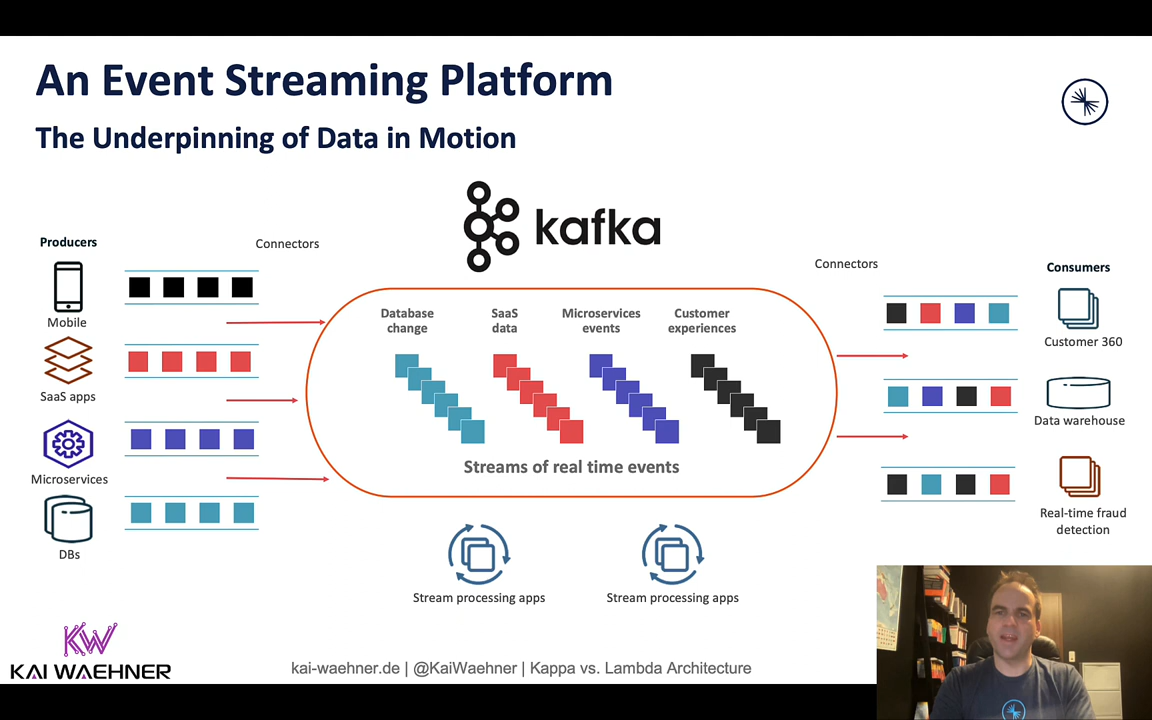 An Event Streaming Platform
The Underpinning of Data in Motion
kafka
Producers
Connectors
Mobile
SaaS apps
Microservices
DBs
Database
change
SaaS
data
Microservices
events
Customer
experiences
Streams of real time events
Stream processing apps
Stream processing apps
Connectors
Consumers
Customer 360
Data warehouse
Real-time fraud
detection
KW
KAI WAEHNER
kai-waehner.de | @KaiWaehner | Kappa vs. Lambda Architecture